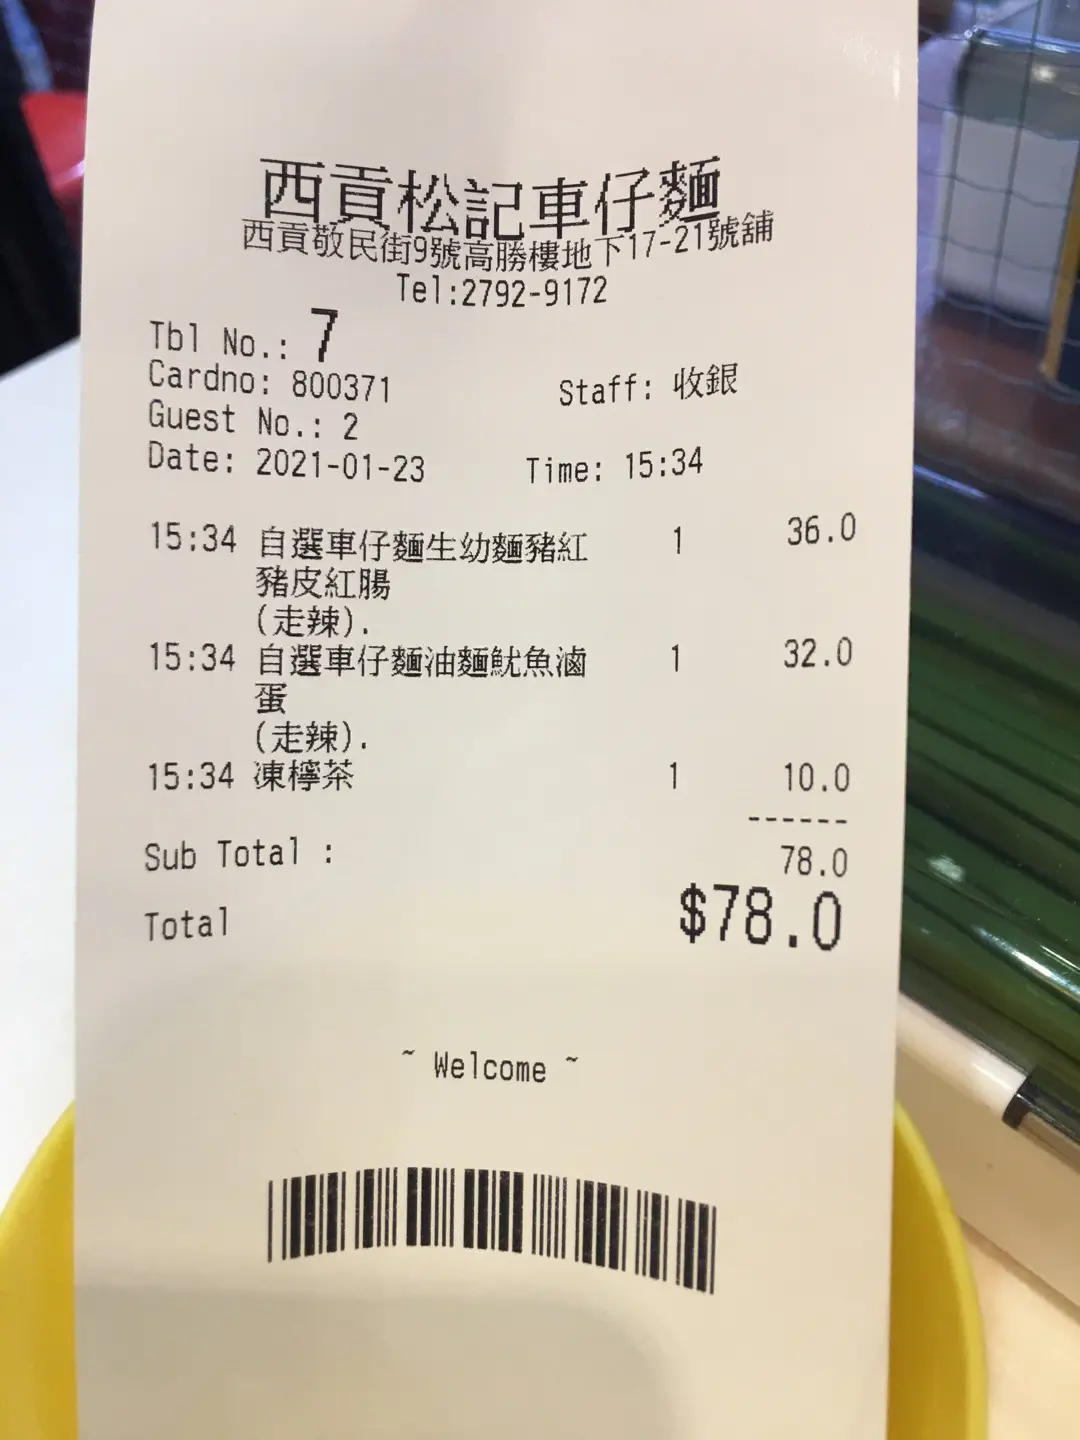 西貢松記車仔麵
西貢敬民街9號高勝樓地下17-21號舖
Tel:2792-9172
Tbl No.: 7
Cardno: 800371 Staff: 收銀
Guest No.: 2
Date: 2021-01-23 Time: 15:34
15:34 自選車仔麵生幼麵豬紅 1 36.0
豬皮紅腸
(走辣).
15:34 自選車仔麵油麵魷魚滷 1 32.0
蛋
(走辣).
15:34 凍檸茶 1 10.0
------
Sub Total : 78.0
Total $78.0
~ Welcome ~